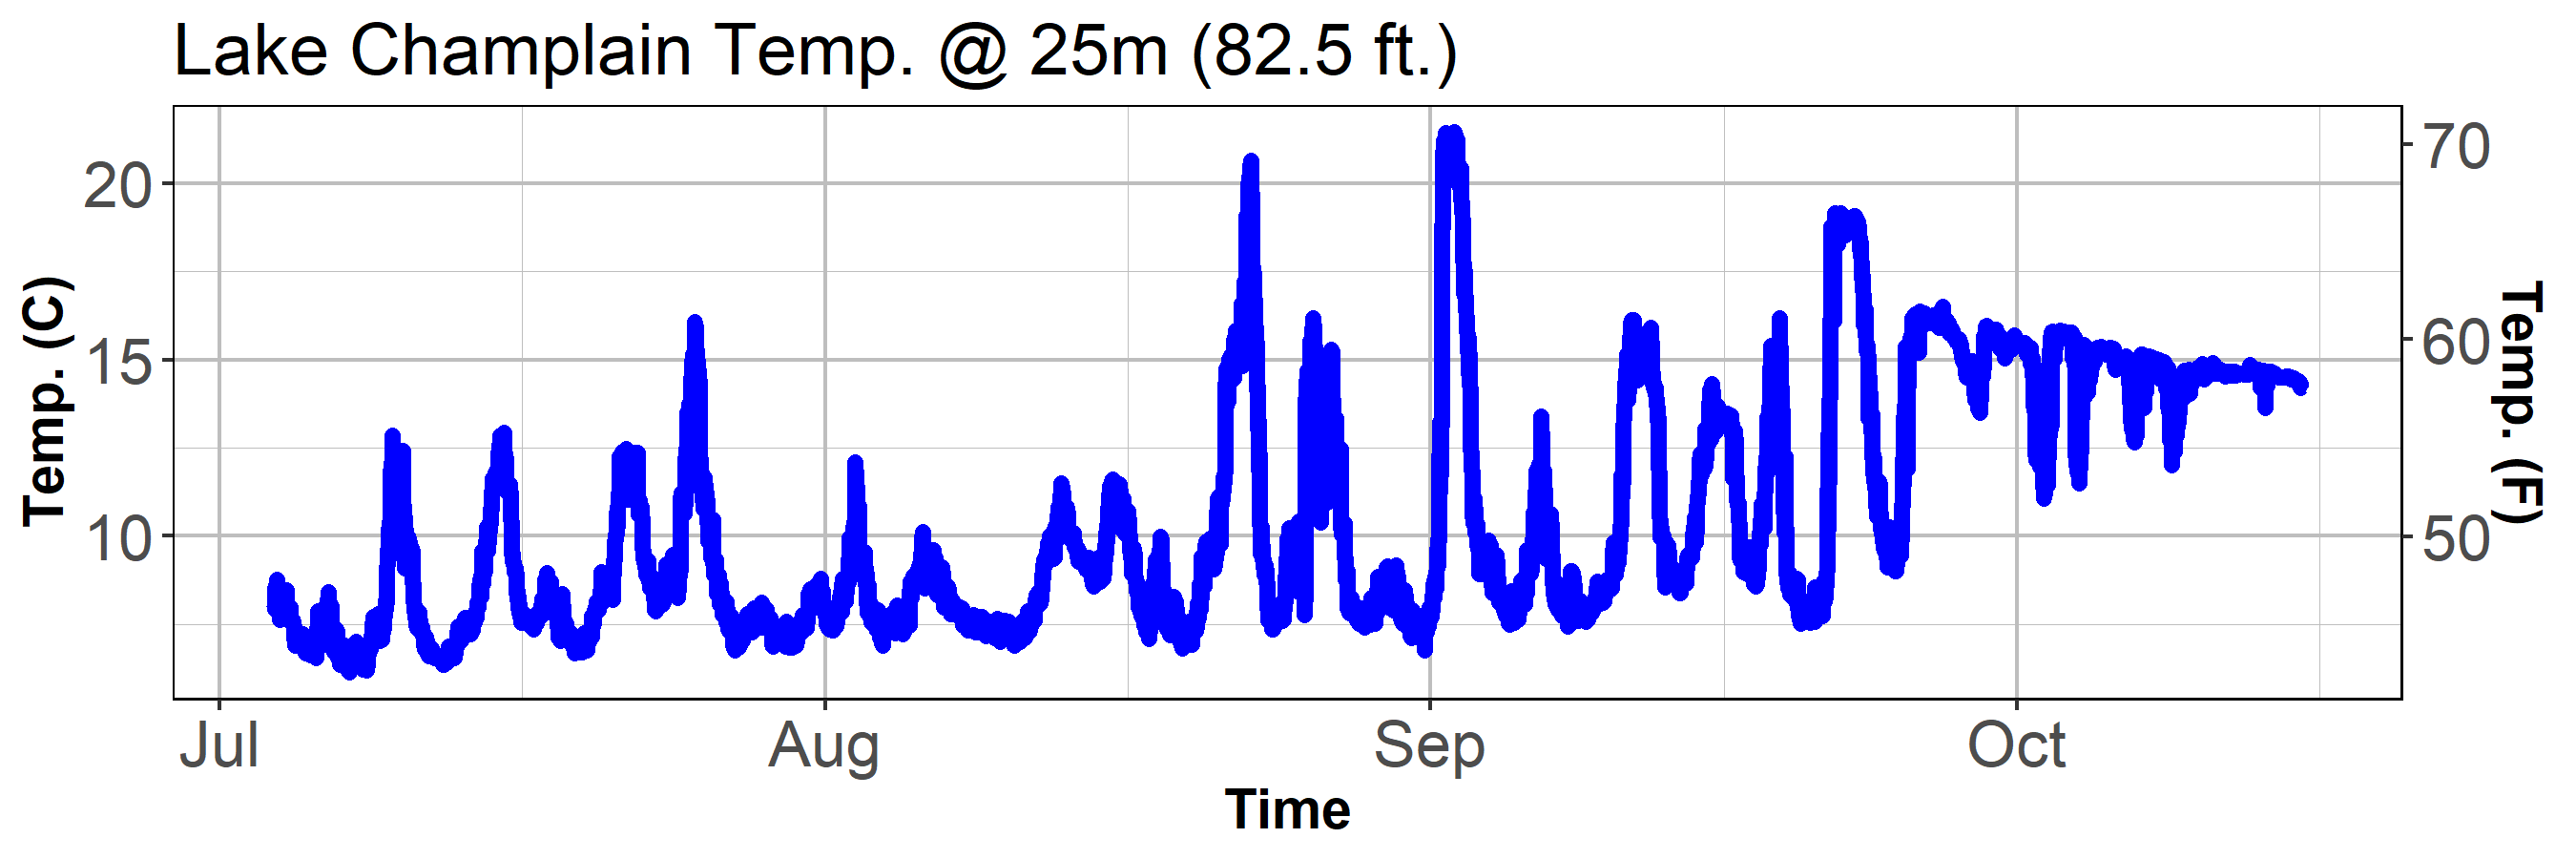 Lake Champlain Temp. @ 25m (82.5 ft.)
Temp. (C)
20
15
10
70
60
50
Temp. (F)
Jul Aug Sep Oct
Time